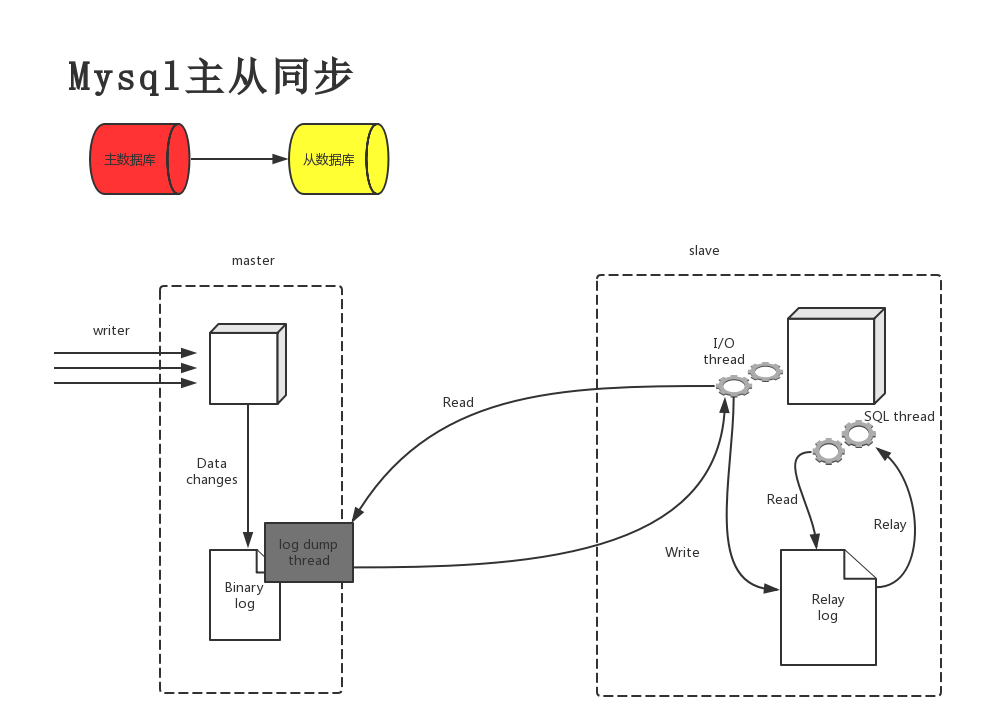 Mysql主从同步
主数据库
从数据库
master
slave
writer
I/O
thread
Read
SQL thread
Data
changes
Read
Relay
log dump
thread
Write
Binary
log
Relay
log